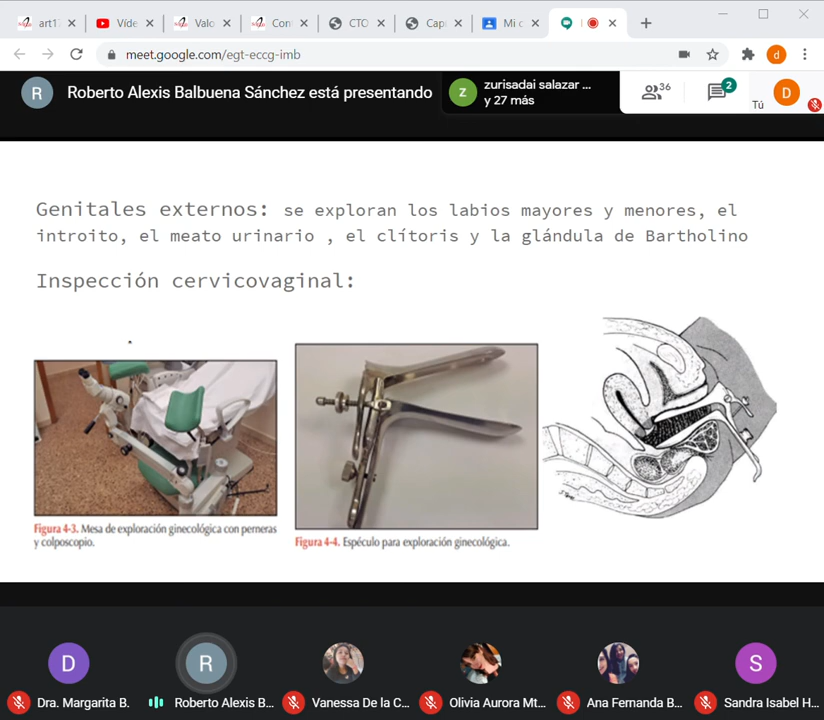 art17
Víde
Valo
Con
CTO
Cap
Mi c
meet.google.com/egt-eccg-imb
d
R
Roberto Alexis Balbuena Sánchez está presentando
z
zurisadai salazar ...
y 27 más
36
2
Tú
D
Genitales externos: se exploran los labios mayores y menores, el
introito, el meato urinario , el clítoris y la glándula de Bartholino
Inspección cervicovaginal:
Figura 4-3. Mesa de exploración ginecológica con perneras
y colposcopio.
Figura 4-4. Espéculo para exploración ginecológica.
D
R
S
Dra. Margarita B.
Roberto Alexis B...
Vanessa De la C...
Olivia Aurora Mt...
Ana Fernanda B...
Sandra Isabel H...